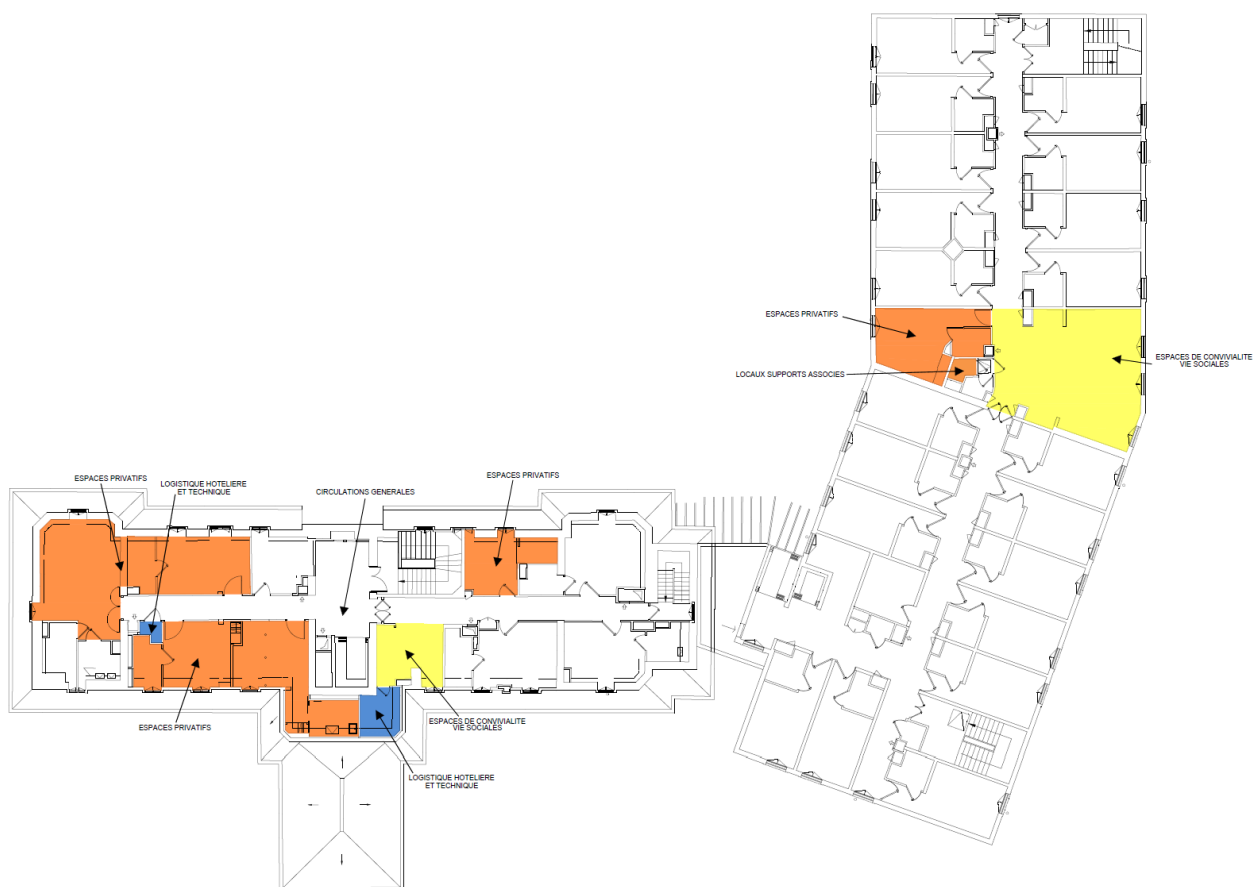 ESPACES PRIVATIFS
ESPACES DE CONVIVIALITE
VIE SOCIALES
LOCAUX SUPPORTS ASSOCIES
ESPACES PRIVATIFS
LOGISTIQUE HOTELIERE
ET TECHNIQUE
CIRCULATIONS GENERALES
ESPACES PRIVATIFS
ESPACES PRIVATIFS
ESPACES DE CONVIVIALITE
VIE SOCIALES
LOGISTIQUE HOTELIERE
ET TECHNIQUE